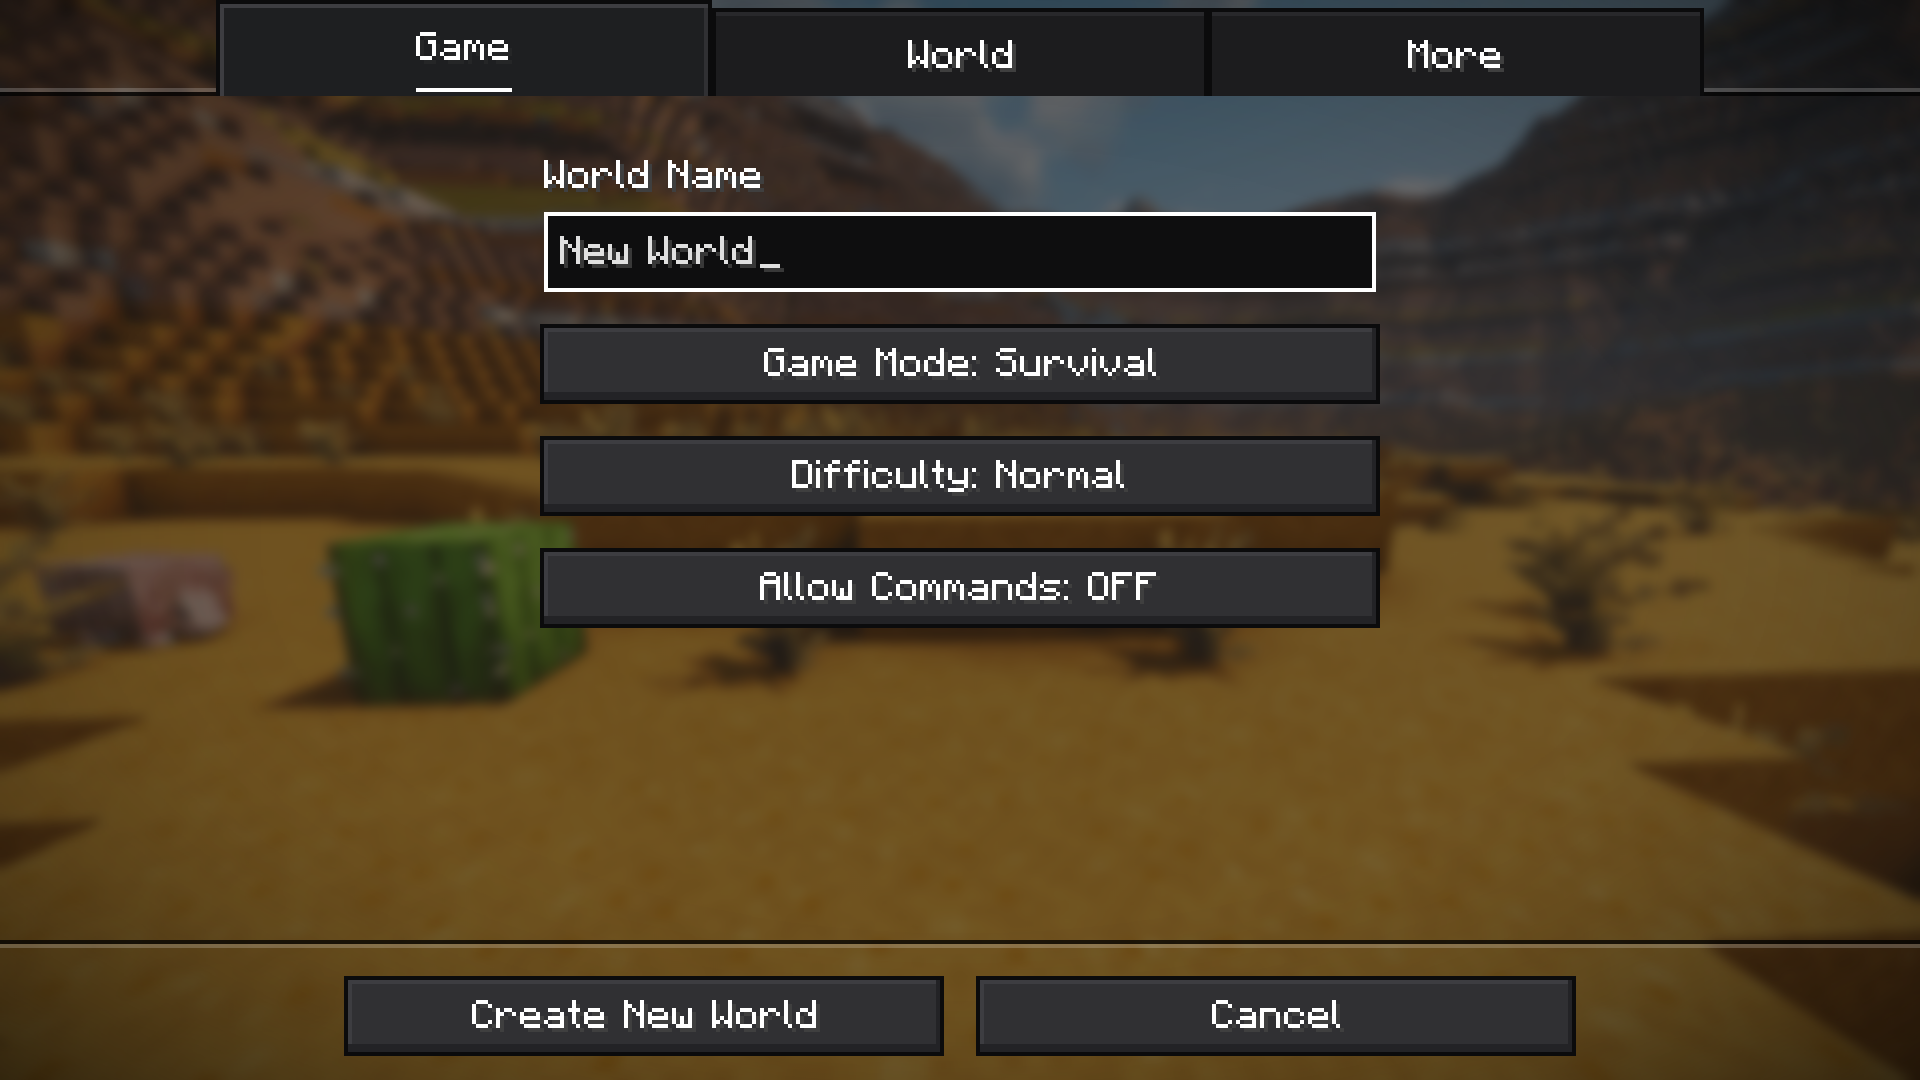 Game
World
More
World Name
New World_
Game Mode: Survival
Difficulty: Normal
Allow Commands: OFF
Create New World
Cancel